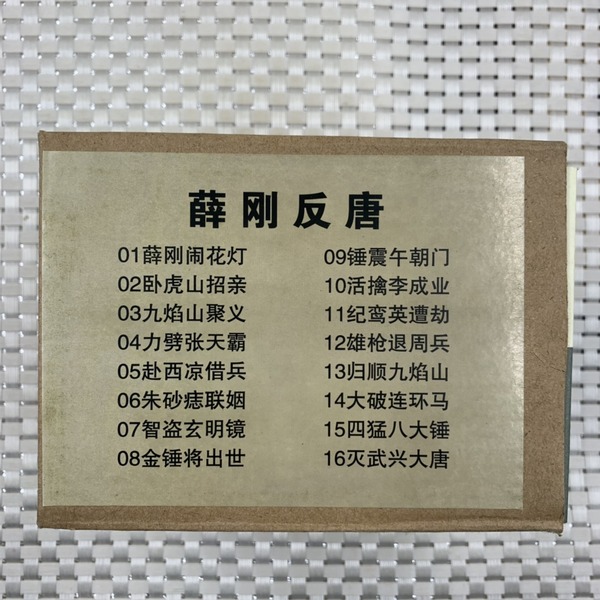 薛刚反唐
01薛刚闹花灯
02卧虎山招亲
03九焰山聚义
04力劈张天霸
05赴西凉借兵
06朱砂痣联姻
07智盗玄明镜
08金锤将出世
09锤震午朝门
10活擒李成业
11纪鸾英遭劫
12雄枪退周兵
13归顺九焰山
14大破连环马
15四猛八大锤
16灭武兴大唐